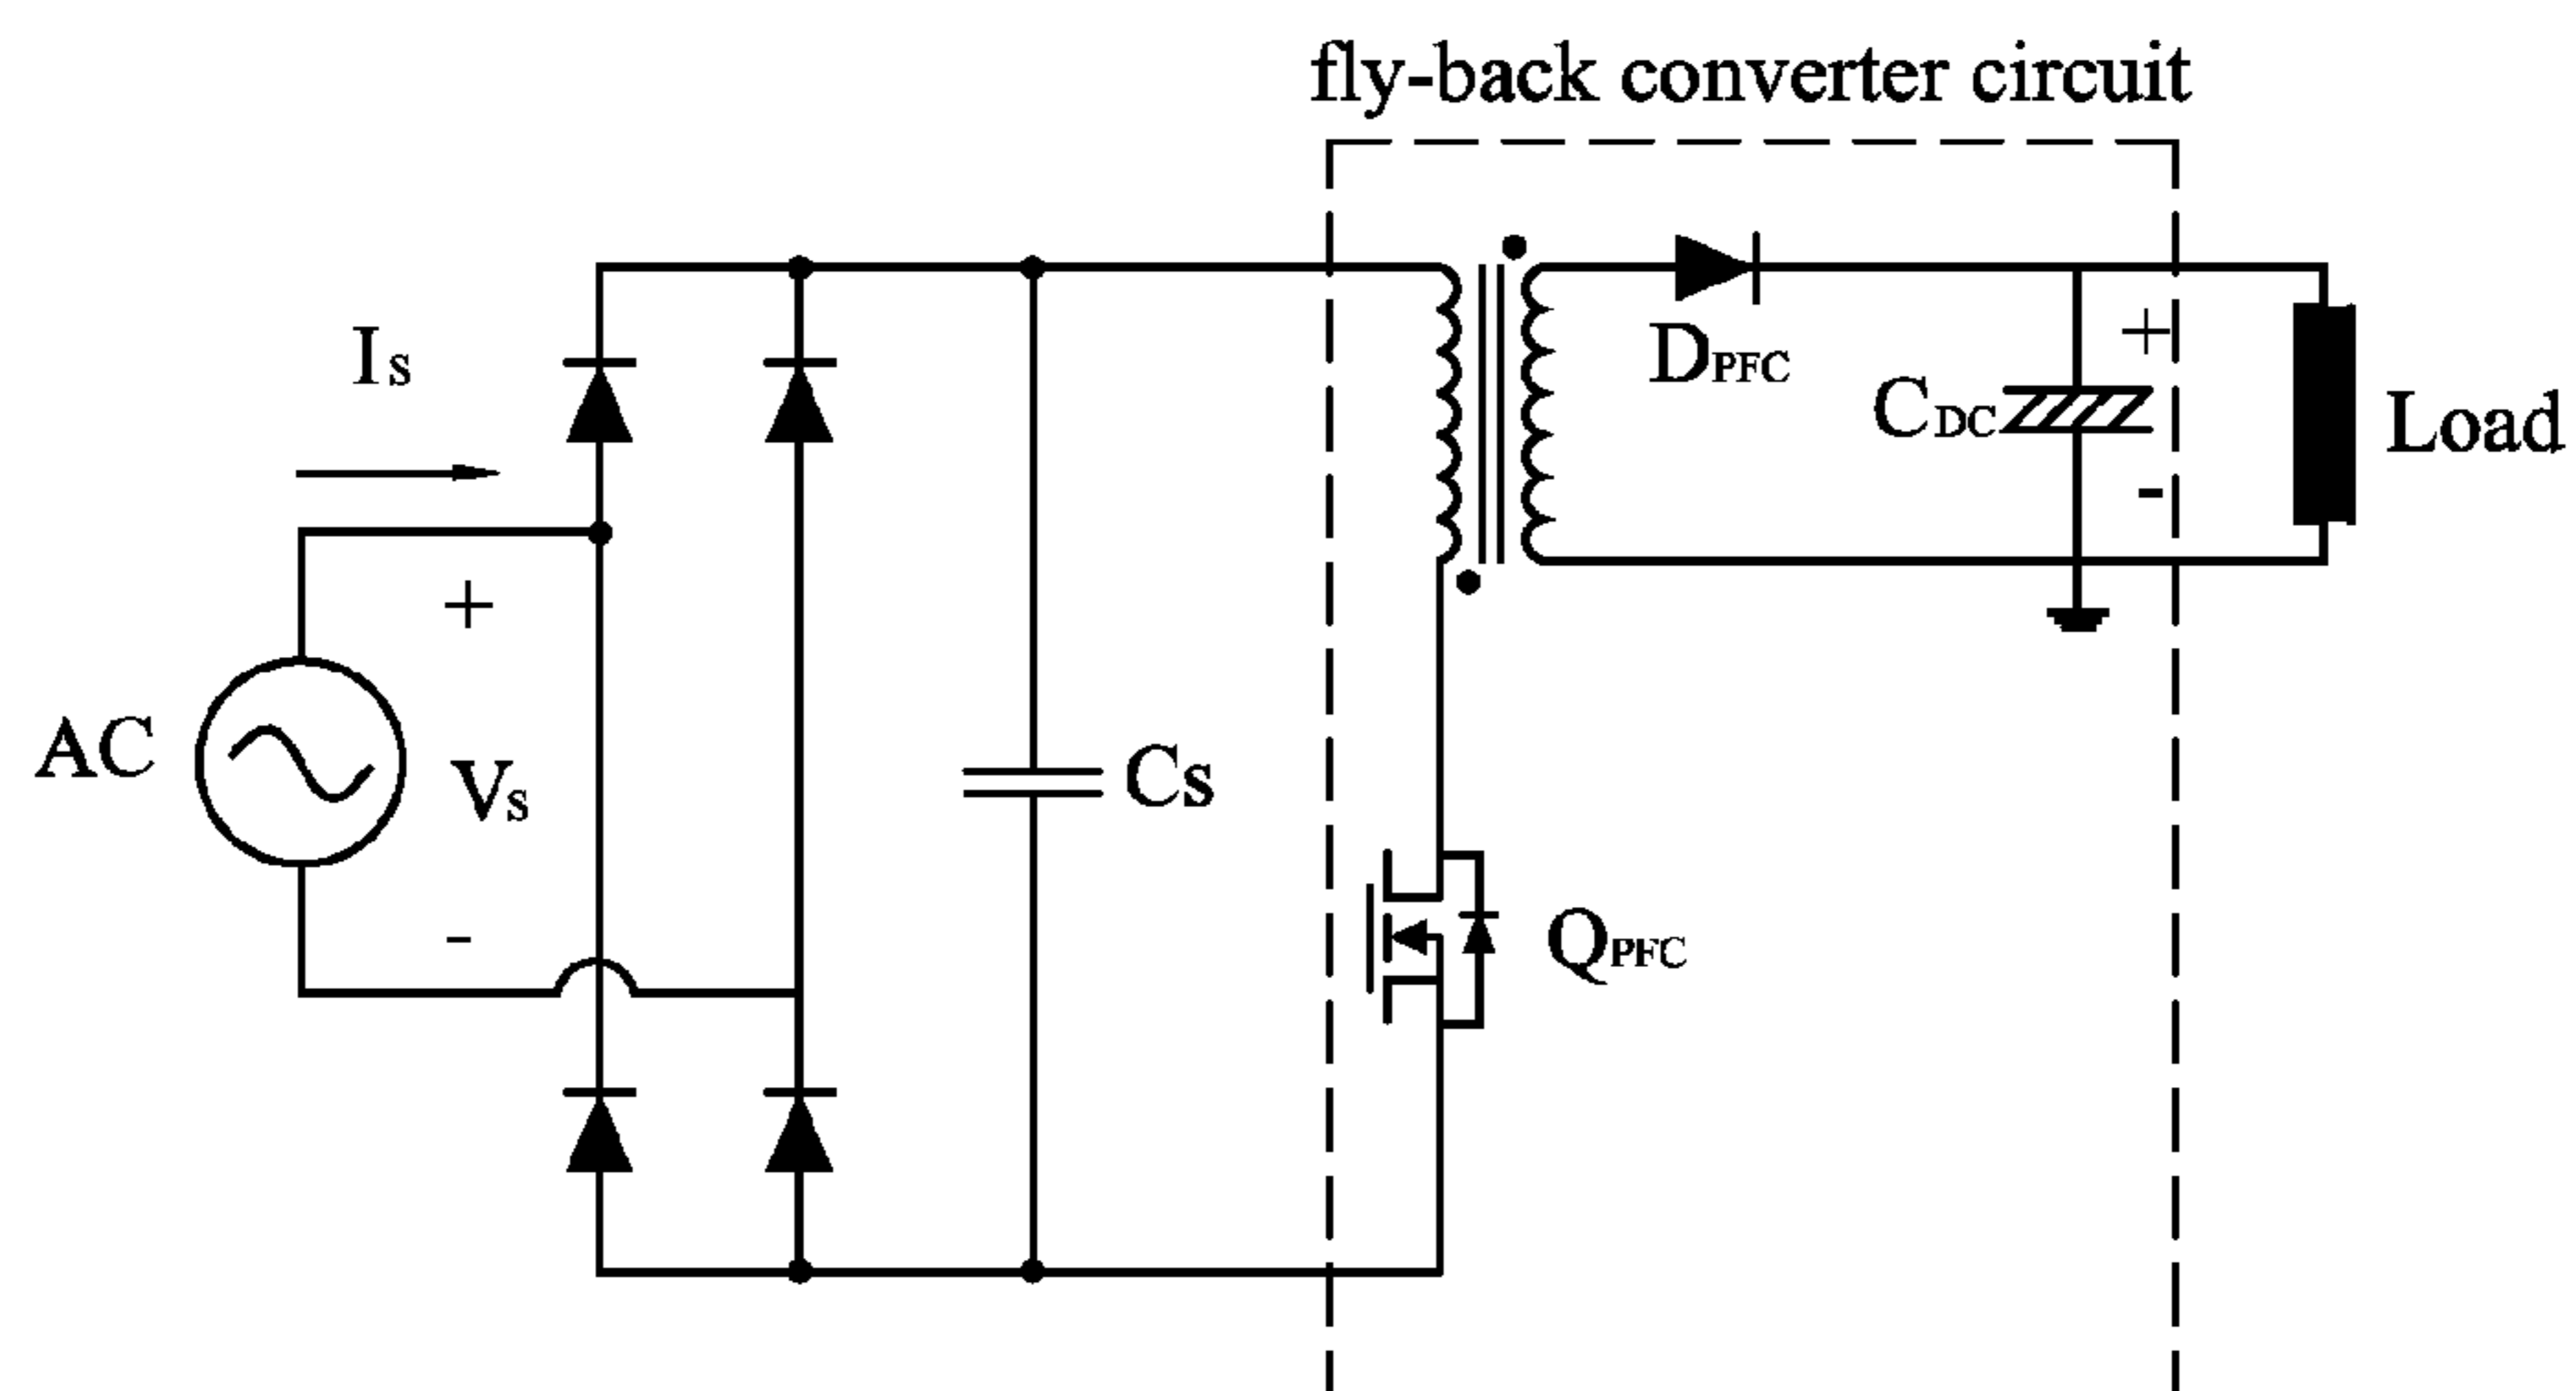 fly-back converter circuit
Is
DPFC
+
CDC
-
Load
+
AC
Vs
Cs
-
QPFC